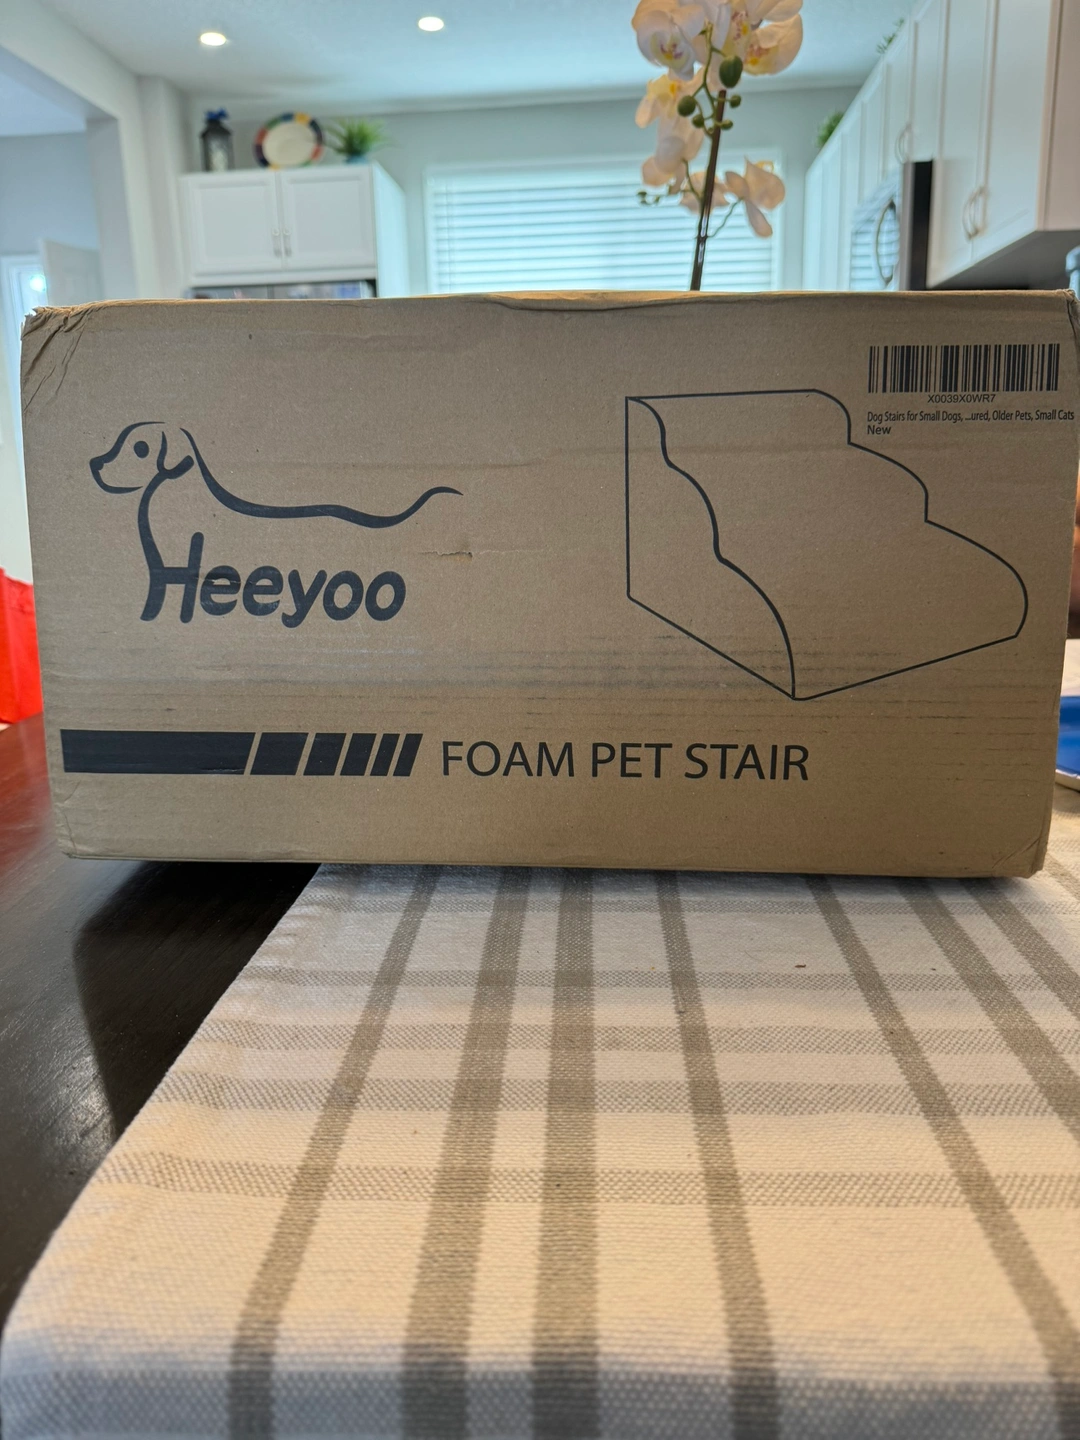 X0039X0WR7
Dog Stairs for Small Dogs, ...ured, Older Pets, Small Cats
New
Heeyoo
FOAM PET STAIR